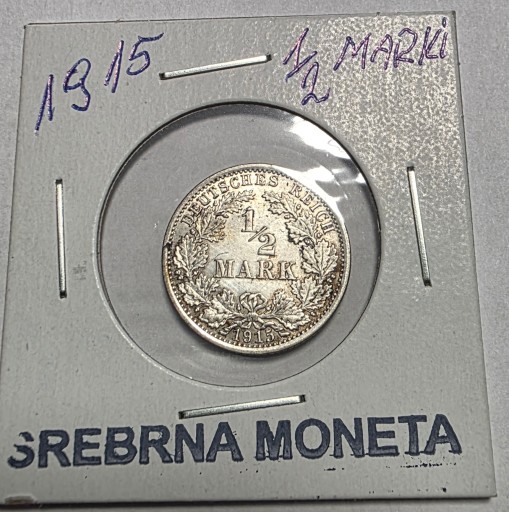 1915 1/2 MARKI
DEUTSCHES REICH
1/2
MARK
1915
SREBRNA MONETA